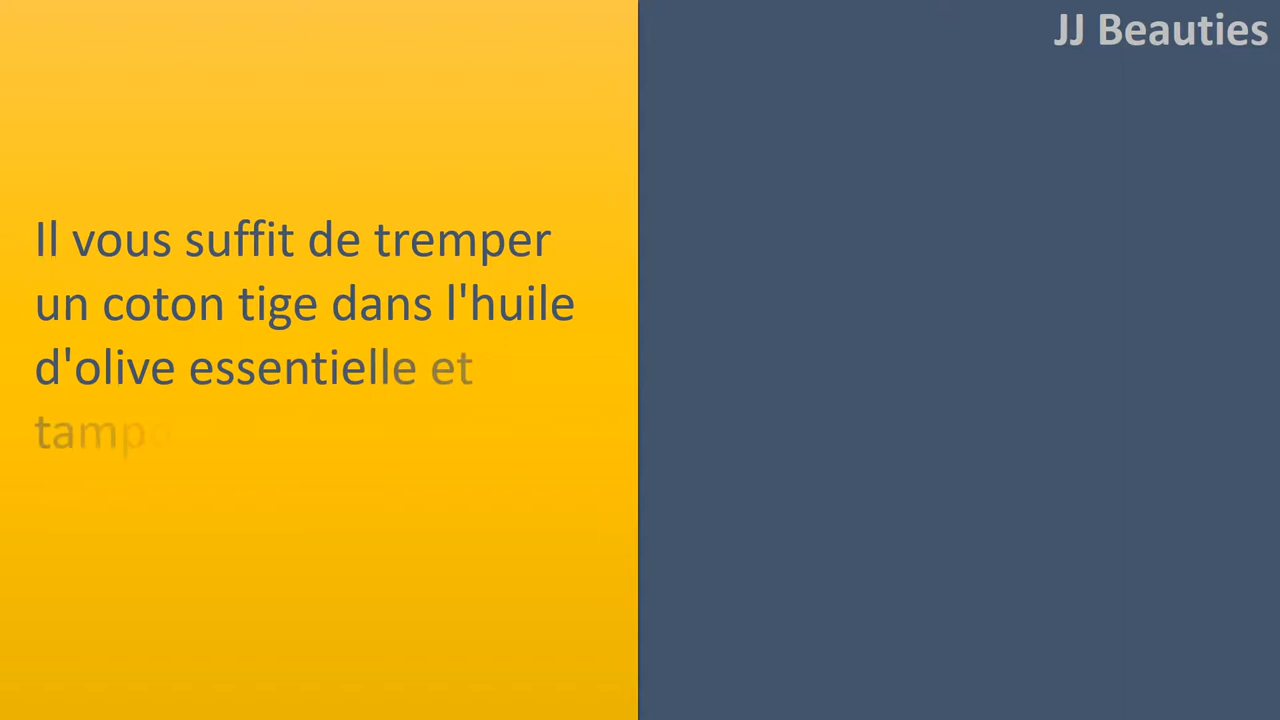 JJ Beauties
Il vous suffit de tremper
un coton tige dans l'huile
d'olive essentielle et